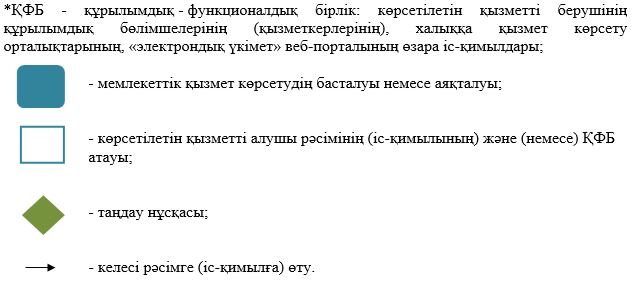 *ҚФБ - құрылымдық - функционалдық бірлік: көрсетілетін қызметті берушінің
құрылымдық бөлімшелерінің (қызметкерлерінің), халыққа қызмет көрсету
орталықтарының, «электрондық үкімет» веб-порталының өзара іс-қимылдары;
- мемлекеттік қызмет көрсетудің басталуы немесе аяқталуы;
- көрсетілетін қызметті алушы рәсімінің (іс-қимылының) және (немесе) ҚФБ
атауы;
- таңдау нұсқасы;
- келесі рәсімге (іс-қимылға) өту.